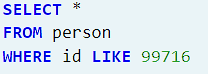 SELECT *
FROM person
WHERE id LIKE 99716